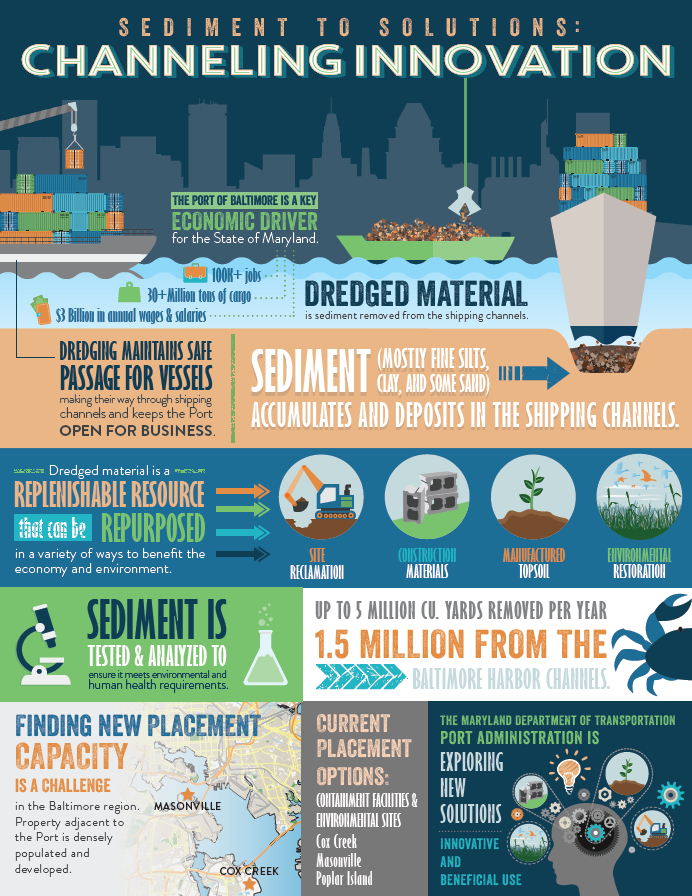 SEDIMENT TO SOLUTIONS:
CHANNELING INNOVATION
THE PORT OF BALTIMORE IS A KEY
ECONOMIC DRIVER
for the State of Maryland.
100K+ jobs
30+Million tons of cargo
$3 Billion in annual wages & salaries
DREDGED MATERIAL
is sediment removed from the shipping channels.
DREDGING MAINTAINS SAFE
PASSAGE FOR VESSELS
making their way through shipping
channels and keeps the Port
OPEN FOR BUSINESS.
SEDIMENT (MOSTLY FINE SILTS,
CLAY, AND SOME SAND)
ACCUMULATES AND DEPOSITS IN THE SHIPPING CHANNELS.
Dredged material is a
REPLENISHABLE RESOURCE
that can be REPURPOSED
in a variety of ways to benefit the
economy and environment.
SITE
RECLAMATION
CONSTRUCTION
MATERIALS
MANUFACTURED
TOPSOIL
ENVIRONMENTAL
RESTORATION
SEDIMENT IS
TESTED & ANALYZED TO
ensure it meets environmental and
human health requirements.
UP TO 5 MILLION CU. YARDS REMOVED PER YEAR
1.5 MILLION FROM THE
BALTIMORE HARBOR CHANNELS.
FINDING NEW PLACEMENT
CAPACITY
IS A CHALLENGE
in the Baltimore region.
Property adjacent to
the Port is densely
populated and
developed.
MASONVILLE
COX CREEK
CURRENT
PLACEMENT
OPTIONS:
CONTAINMENT FACILITIES &
ENVIRONMENTAL SITES
Cox Creek
Masonville
Poplar Island
THE MARYLAND DEPARTMENT OF TRANSPORTATION
PORT ADMINISTRATION IS
EXPLORING
NEW
SOLUTIONS
INNOVATIVE
AND
BENEFICIAL USE